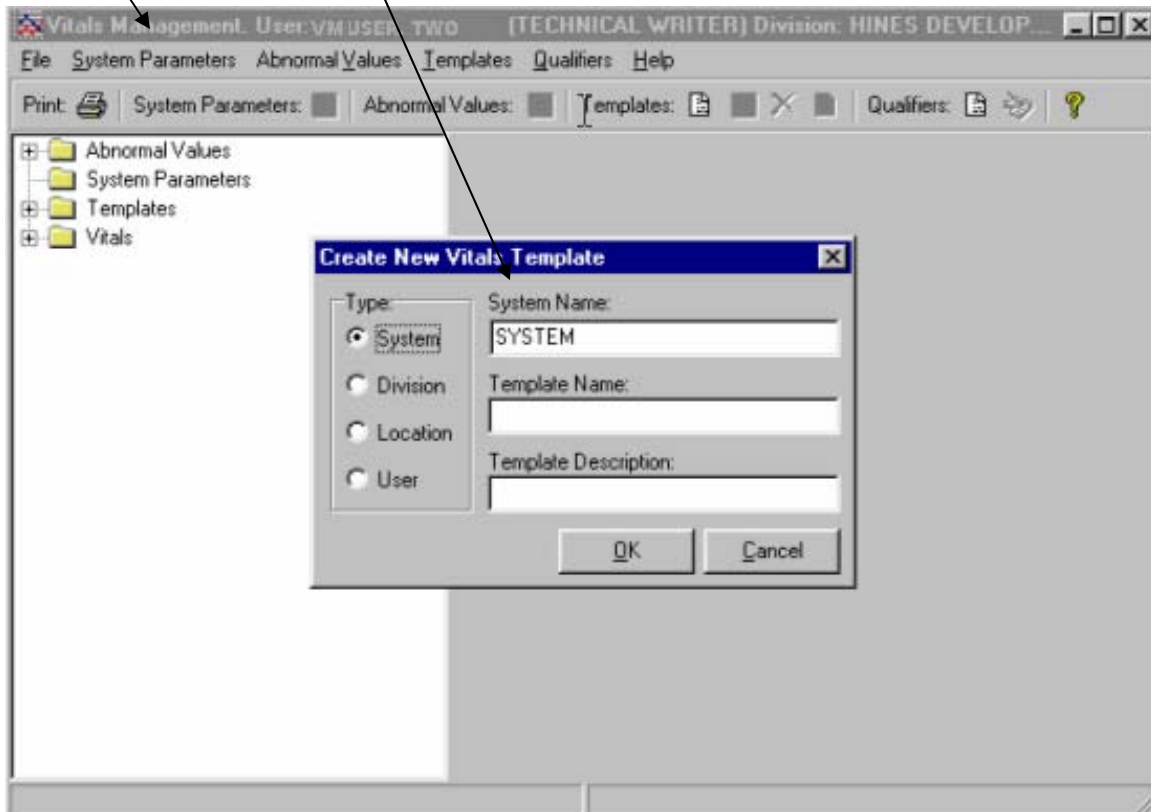 Vitals Management. User: VM USER, TWO (TECHNICAL WRITER) Division: HINES DEVELOP...
File System Parameters Abnormal Values Templates Qualifiers Help
Print: System Parameters: Abnormal Values: Templates: Qualifiers:
Abnormal Values
System Parameters
Templates
Vitals
Create New Vitals Template
Type:
System
Division
Location
User
System Name:
SYSTEM
Template Name:
Template Description:
OK
Cancel